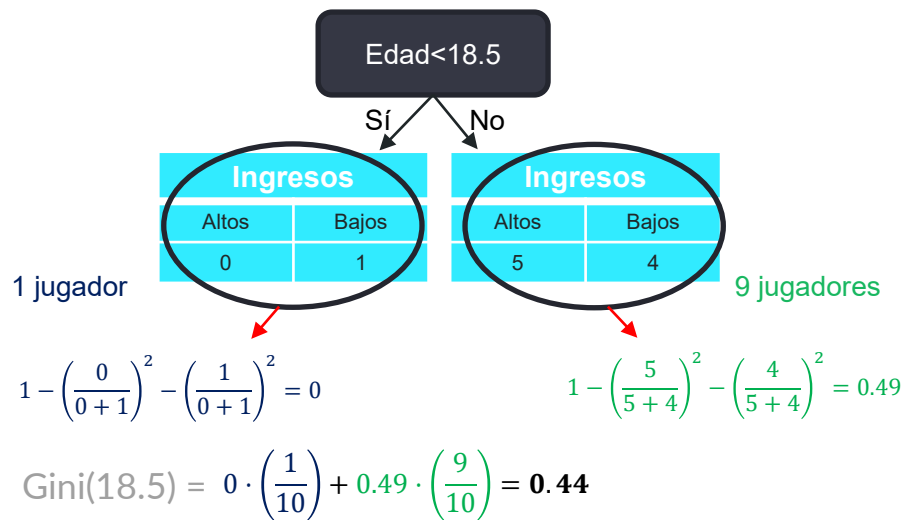 Edad<18.5
Sí No
Ingresos Ingresos
Altos Bajos Altos Bajos
0 1 5 4
1 jugador 9 jugadores
1 − (0/(0 + 1))² − (1/(0 + 1))² = 0 1 − (5/(5 + 4))² − (4/(5 + 4))² = 0.49
Gini(18.5) = 0 · (1/10) + 0.49 · (9/10) = 0.44